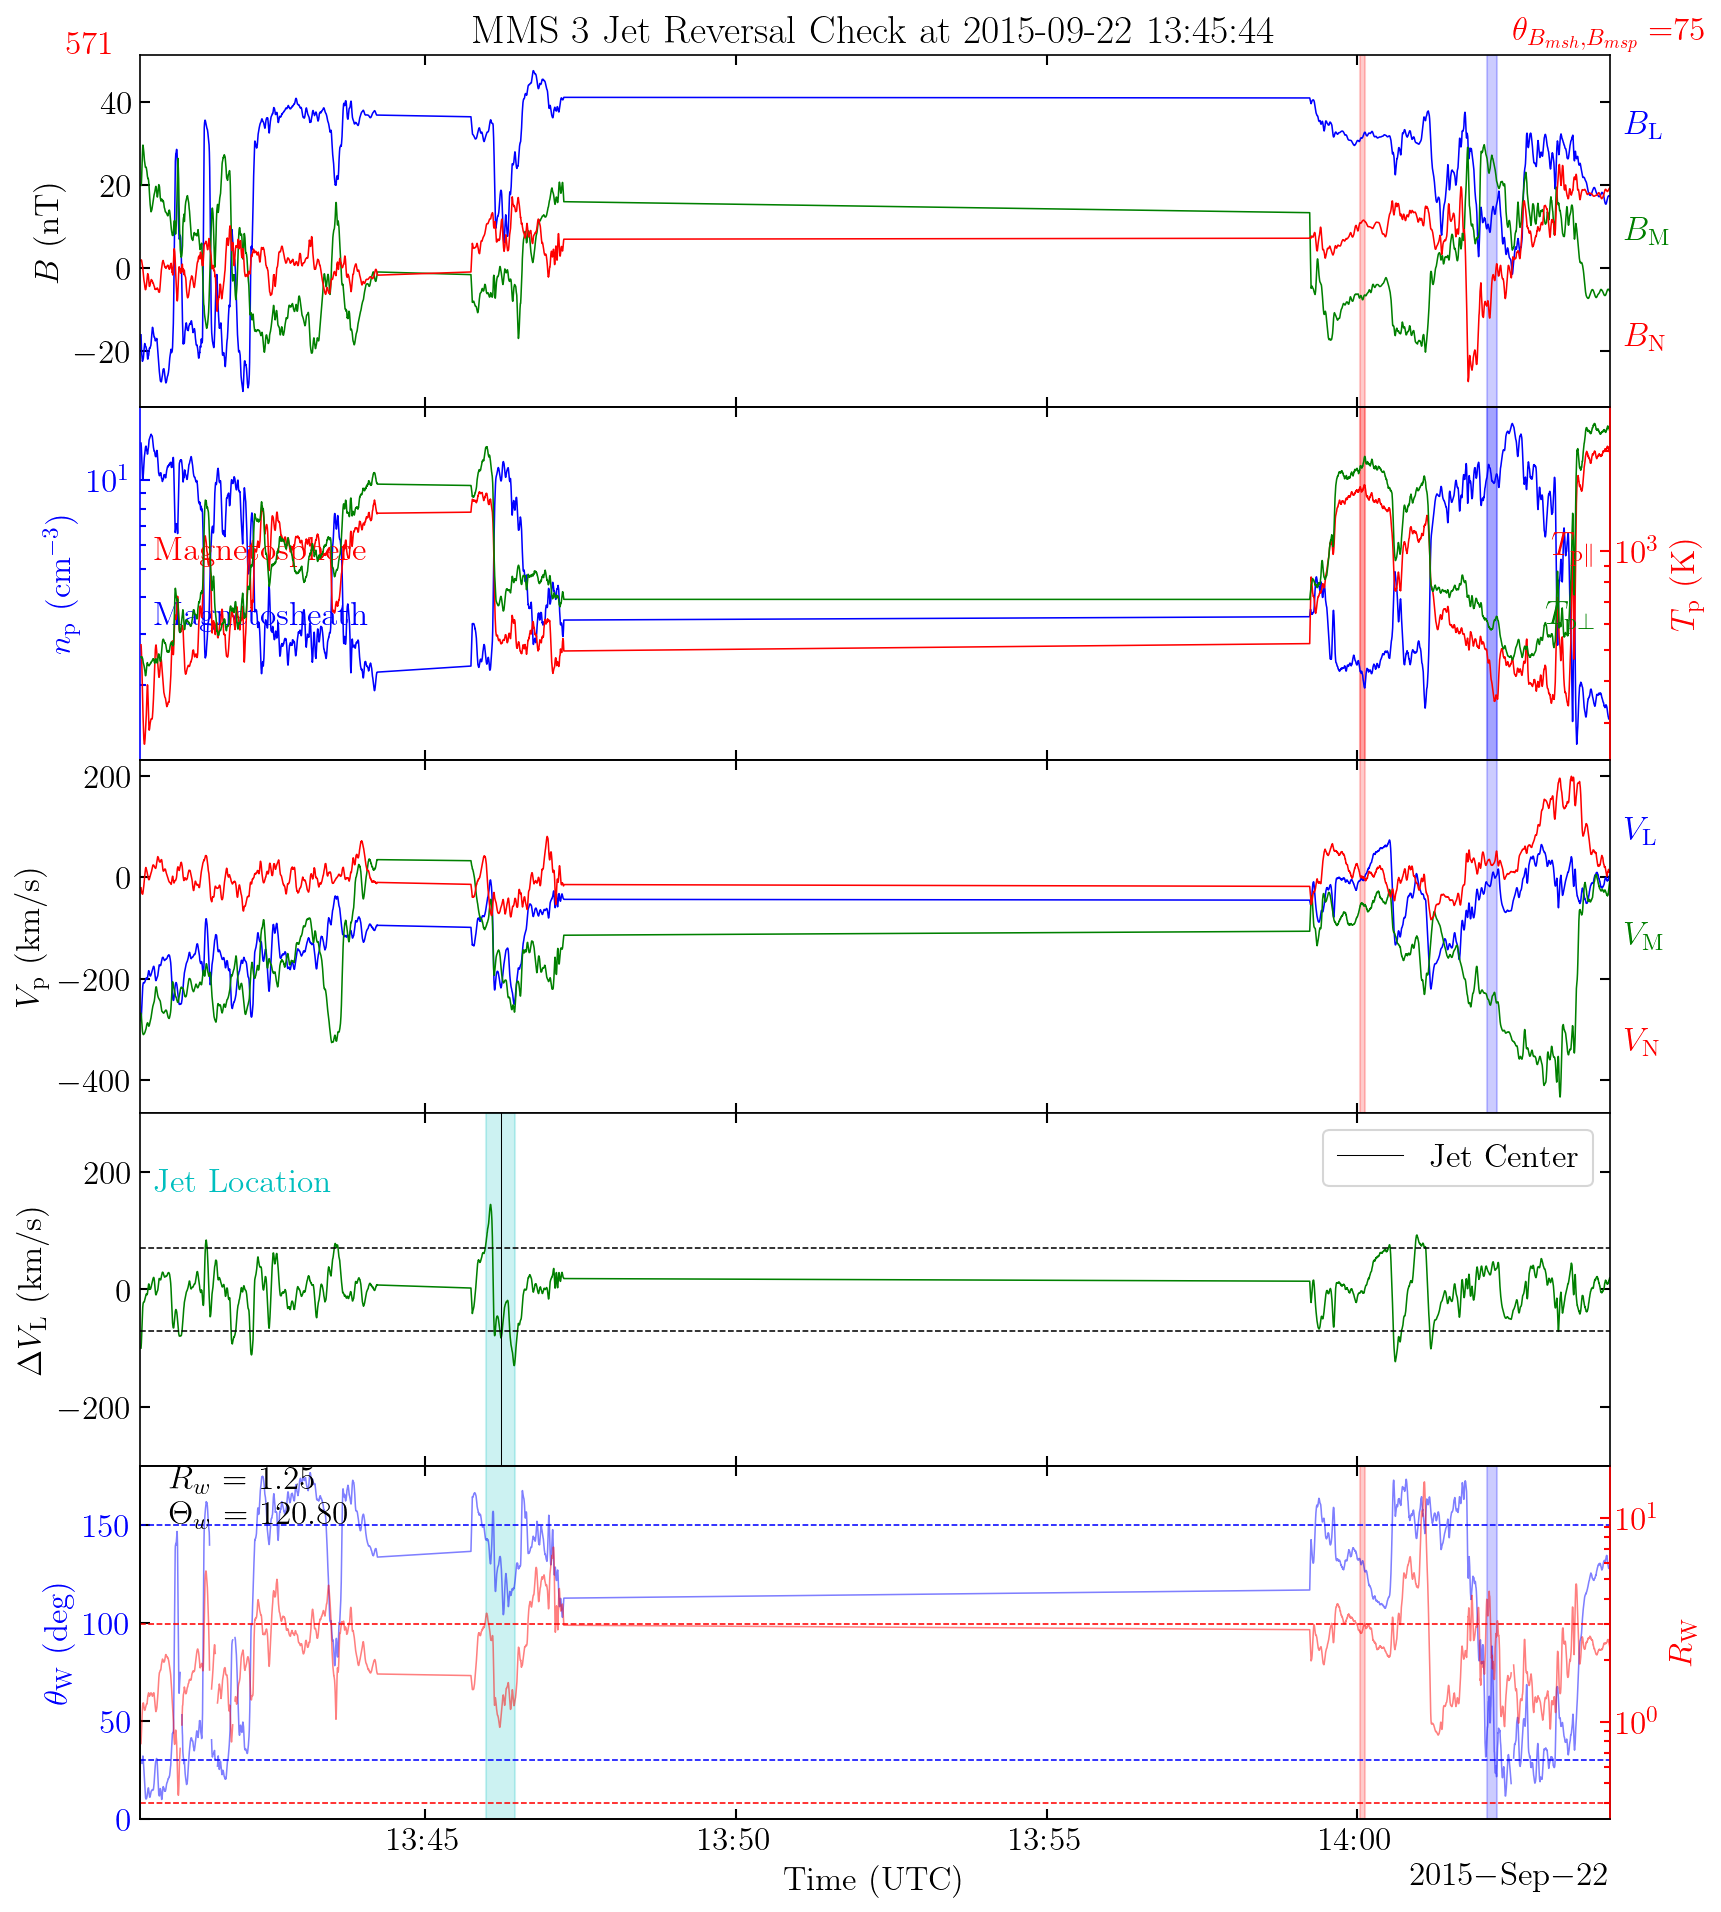 571
MMS 3 Jet Reversal Check at 2015-09-22 13:45:44
θ_{B_{msh},B_{msp}} =75
40
20
0
−20
B (nT)
B_L
B_M
B_N
10^1
n_p (cm^{−3})
Magnetosphere
Magnetosheath
T_{p∥}
T_{p⊥}
10^3
T_p (K)
200
0
−200
−400
V_p (km/s)
V_L
V_M
V_N
200
0
−200
ΔV_L (km/s)
Jet Location
Jet Center
R_w = 1.25
Θ_w = 120.80
150
100
50
0
θ_W (deg)
10^1
10^0
R_W
13:45
13:50
13:55
14:00
Time (UTC)
2015−Sep−22